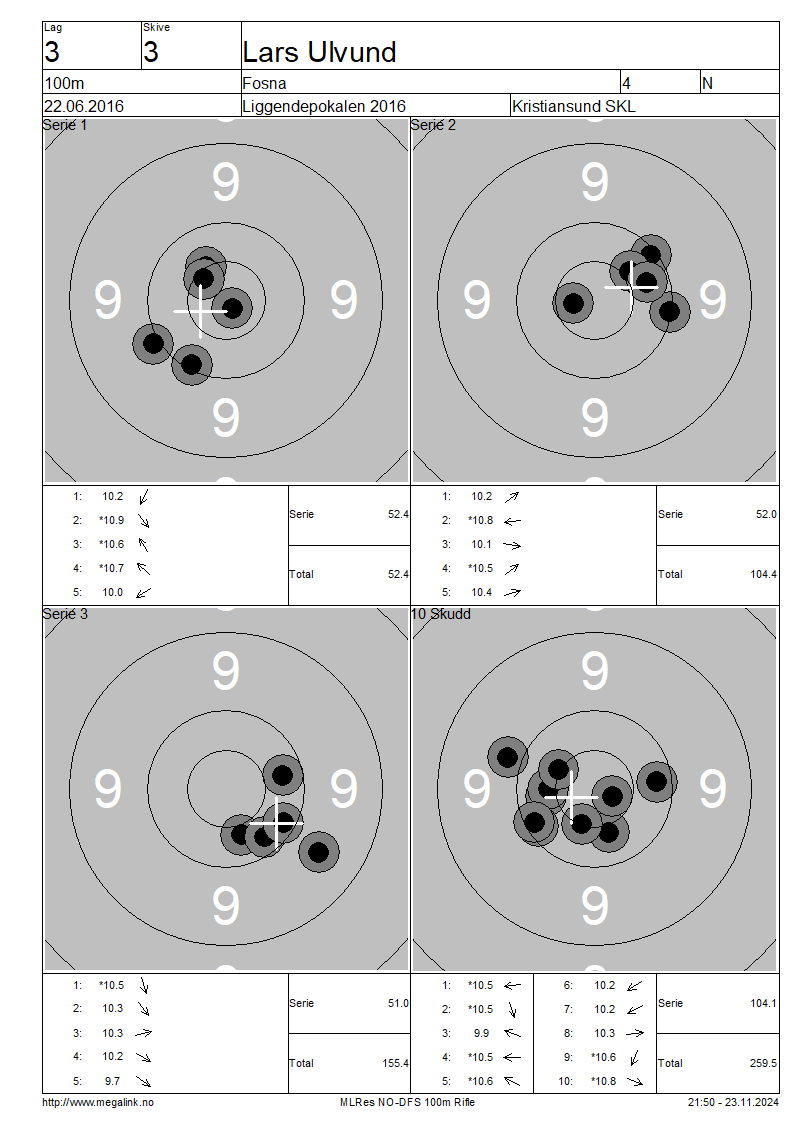 Lag Skive
3 3 Lars Ulvund
100m Fosna 4 N
22.06.2016 Liggendepokalen 2016 Kristiansund SKL
Serie 1 Serie 2
9 9
9 9 9 9
9 9
1: 10.2
2: *10.9
3: *10.6
4: *10.7
5: 10.0
Serie 52.4
Total 52.4
1: 10.2
2: *10.8
3: 10.1
4: *10.5
5: 10.4
Serie 52.0
Total 104.4
Serie 3 10 Skudd
9 9
9 9 9 9
9 9
1: *10.5
2: 10.3
3: 10.3
4: 10.2
5: 9.7
Serie 51.0
Total 155.4
1: *10.5 6: 10.2
2: *10.5 7: 10.2
3: 9.9 8: 10.3
4: *10.5 9: *10.6
5: *10.6 10: *10.8
Serie 104.1
Total 259.5
http://www.megalink.no MLRes NO-DFS 100m Rifle 21:50 - 23.11.2024